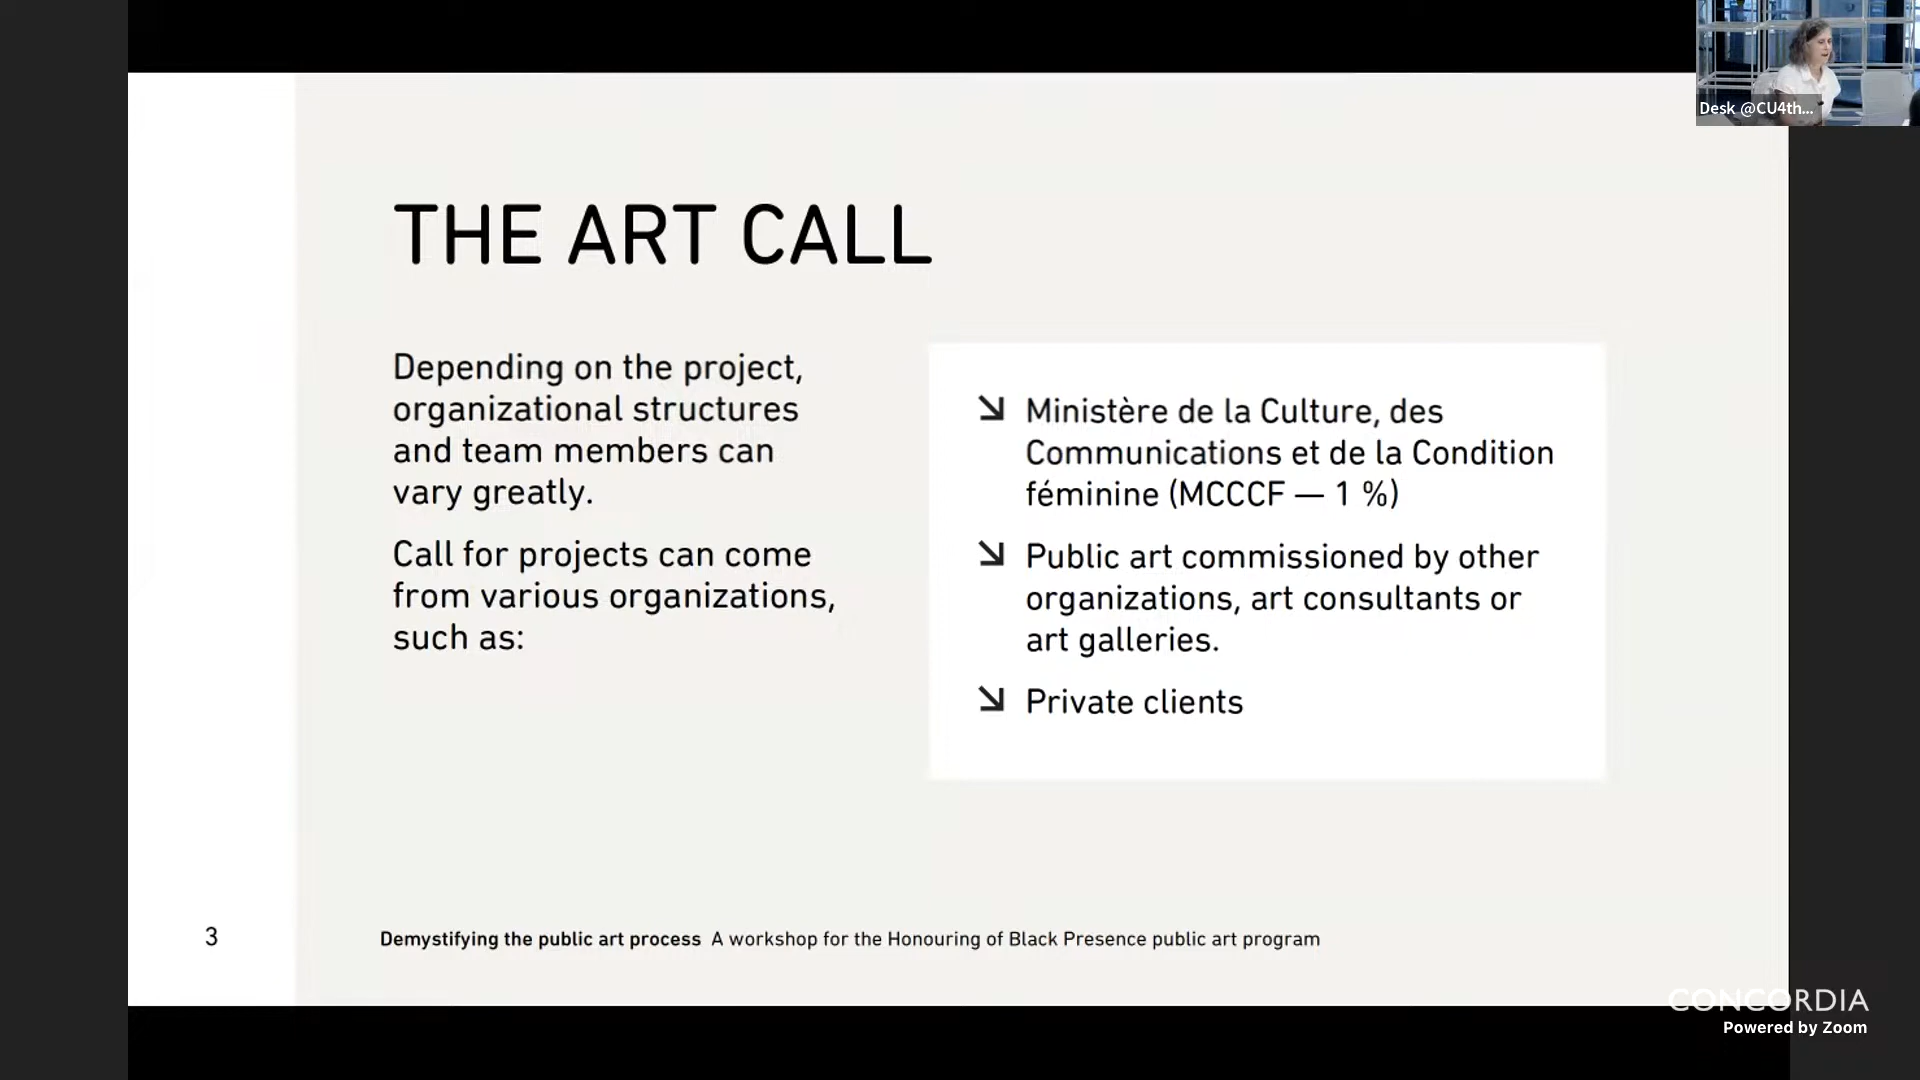 Desk @CU4th...
THE ART CALL
Depending on the project,
organizational structures
and team members can
vary greatly.
Call for projects can come
from various organizations,
such as:
Ministère de la Culture, des
Communications et de la Condition
féminine (MCCCF — 1 %)
Public art commissioned by other
organizations, art consultants or
art galleries.
Private clients
3
Demystifying the public art process A workshop for the Honouring of Black Presence public art program
CONCORDIA
Powered by Zoom